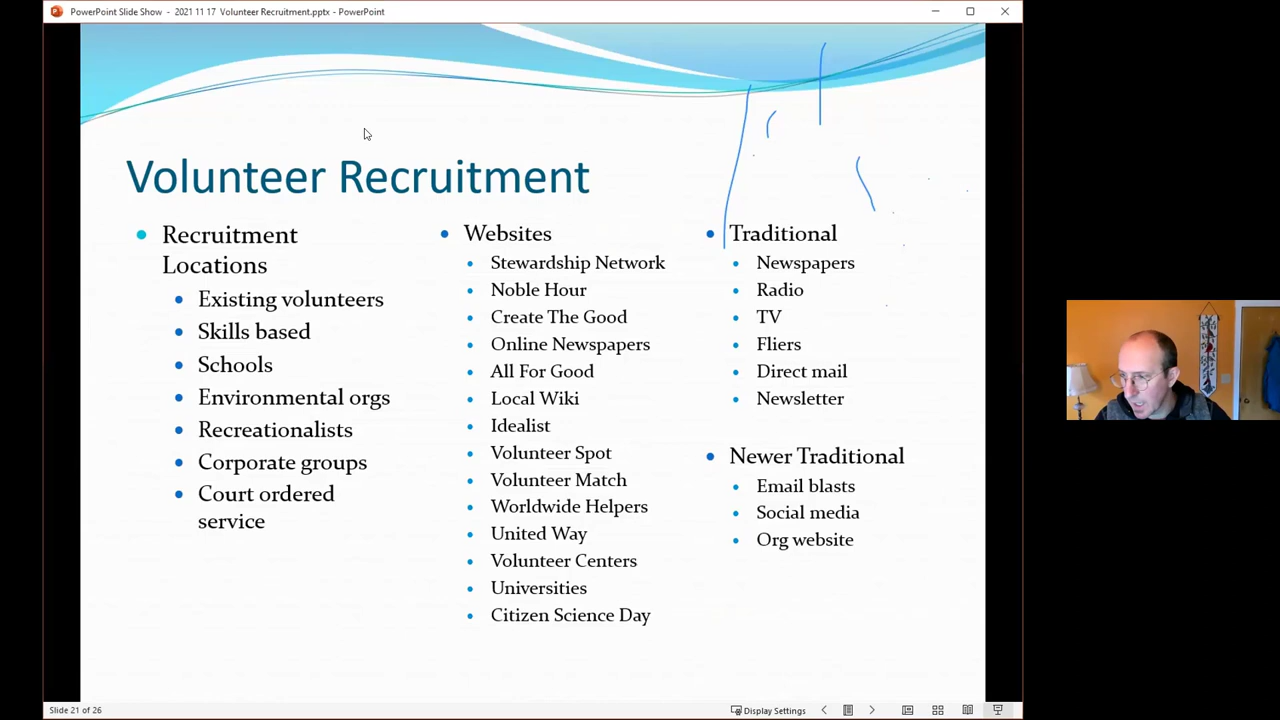 PowerPoint Slide Show - 2021 11 17 Volunteer Recruitment.pptx - PowerPoint
Volunteer Recruitment
Recruitment
Locations
Existing volunteers
Skills based
Schools
Environmental orgs
Recreationalists
Corporate groups
Court ordered
service
Websites
Stewardship Network
Noble Hour
Create The Good
Online Newspapers
All For Good
Local Wiki
Idealist
Volunteer Spot
Volunteer Match
Worldwide Helpers
United Way
Volunteer Centers
Universities
Citizen Science Day
Traditional
Newspapers
Radio
TV
Fliers
Direct mail
Newsletter
Newer Traditional
Email blasts
Social media
Org website
Slide 21 of 26
Display Settings